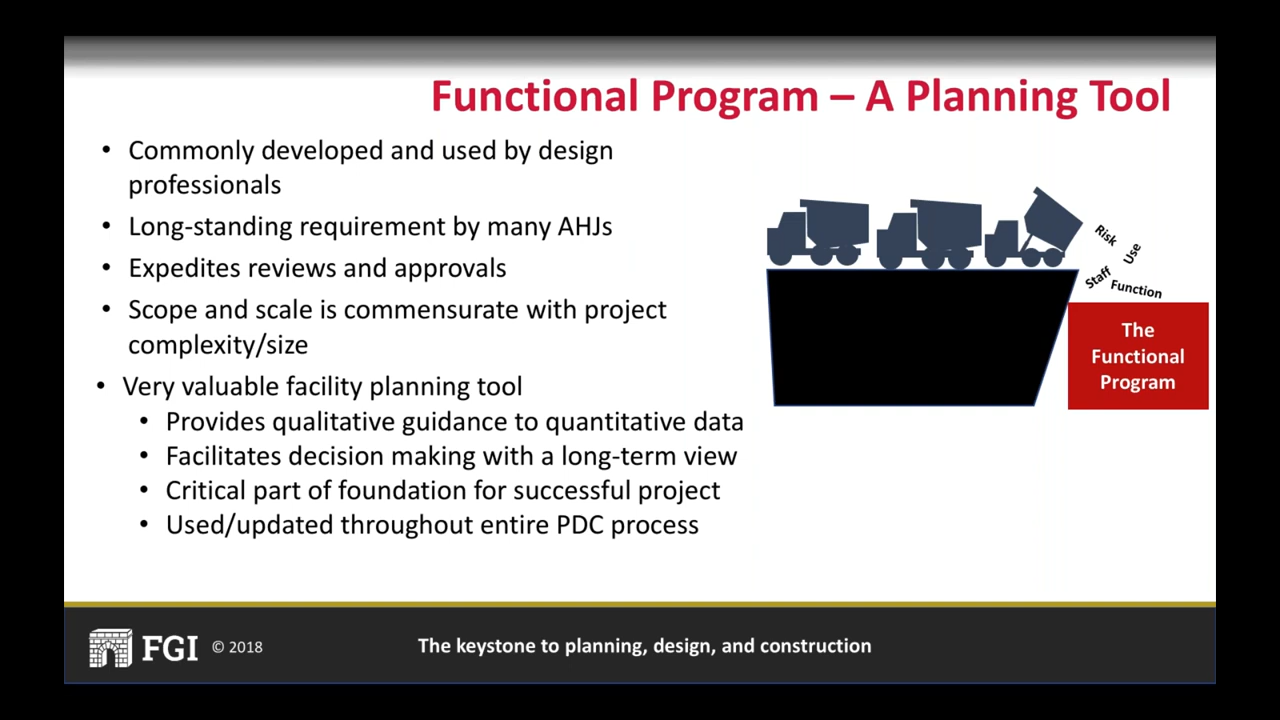 Functional Program – A Planning Tool
• Commonly developed and used by design
professionals
• Long-standing requirement by many AHJs
• Expedites reviews and approvals
• Scope and scale is commensurate with project
complexity/size
• Very valuable facility planning tool
• Provides qualitative guidance to quantitative data
• Facilitates decision making with a long-term view
• Critical part of foundation for successful project
• Used/updated throughout entire PDC process
Risk
Use
Staff
Function
The
Functional
Program
FGI © 2018
The keystone to planning, design, and construction